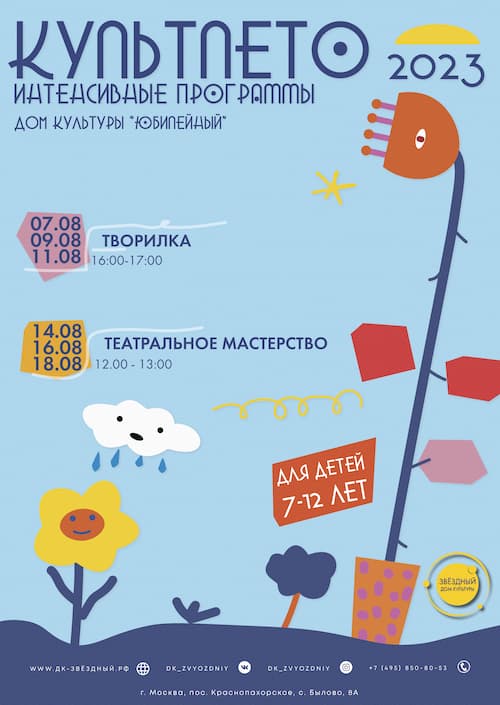 КУЛЬТЛЕТО
2023
ИНТЕНСИВНЫЕ ПРОГРАММЫ
ДОМ КУЛЬТУРЫ "ЮБИЛЕЙНЫЙ"
07.08
09.08
11.08
ТВОРИЛКА
16:00-17:00
14.08
16.08
18.08
ТЕАТРАЛЬНОЕ МАСТЕРСТВО
12.00 - 13:00
ДЛЯ ДЕТЕЙ
7-12 ЛЕТ
ЗВЁЗДНЫЙ
ДОМ КУЛЬТУРЫ
WWW.ДК-ЗВЁЗДНЫЙ.РФ DK_ZVYOZDNIY DK_ZVYOZDNIY +7 (495) 850-80-53
г. Москва, пос. Краснопахорское, с. Былово, 8А